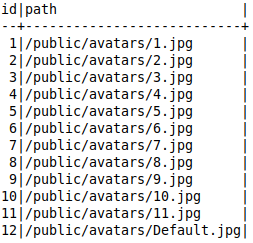 id|path                      |
--+--------------------------+
 1|/public/avatars/1.jpg      |
 2|/public/avatars/2.jpg      |
 3|/public/avatars/3.jpg      |
 4|/public/avatars/4.jpg      |
 5|/public/avatars/5.jpg      |
 6|/public/avatars/6.jpg      |
 7|/public/avatars/7.jpg      |
 8|/public/avatars/8.jpg      |
 9|/public/avatars/9.jpg      |
10|/public/avatars/10.jpg     |
11|/public/avatars/11.jpg     |
12|/public/avatars/Default.jpg|